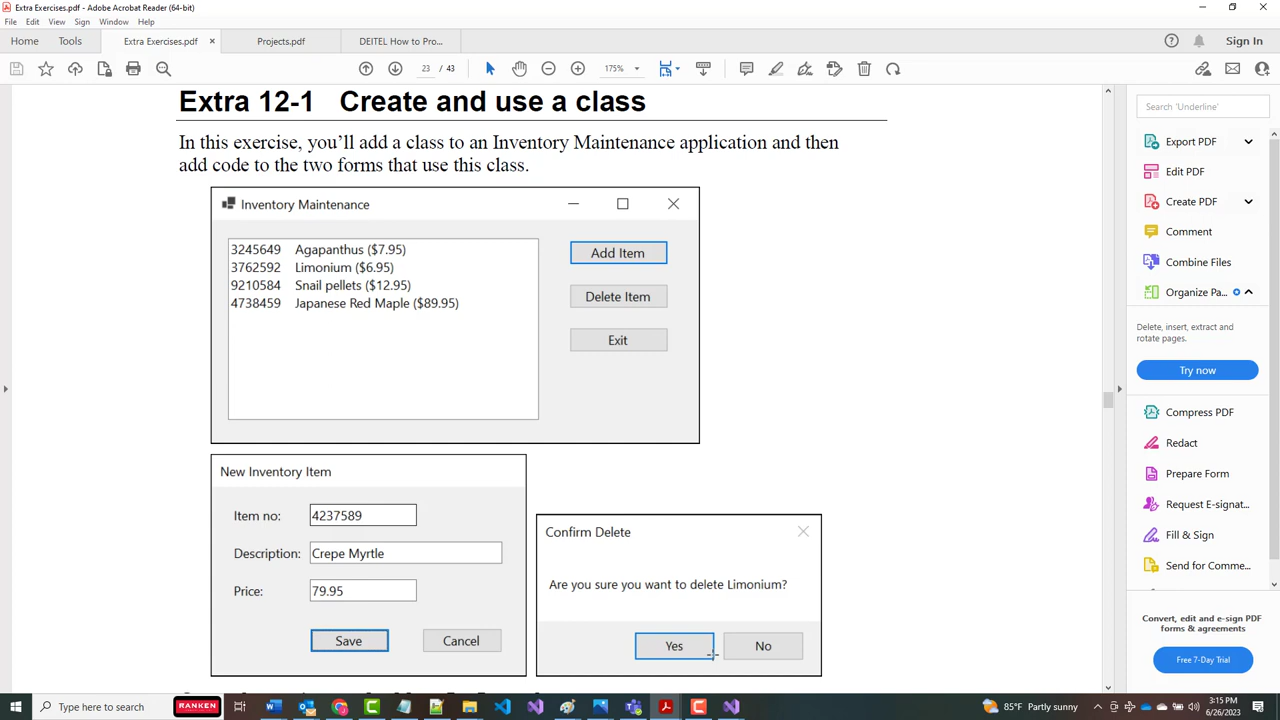 Extra Exercises.pdf - Adobe Acrobat Reader (64-bit)
File Edit View Sign Window Help
Home Tools Extra Exercises.pdf × Projects.pdf DEITEL How to Pro... Sign In
23 / 43 175%
Extra 12-1 Create and use a class
In this exercise, you'll add a class to an Inventory Maintenance application and then
add code to the two forms that use this class.
Inventory Maintenance
3245649 Agapanthus ($7.95)
3762592 Limonium ($6.95)
9210584 Snail pellets ($12.95)
4738459 Japanese Red Maple ($89.95)
Add Item
Delete Item
Exit
New Inventory Item
Item no: 4237589
Description: Crepe Myrtle
Price: 79.95
Save Cancel
Confirm Delete
Are you sure you want to delete Limonium?
Yes No
Search 'Underline'
Export PDF
Edit PDF
Create PDF
Comment
Combine Files
Organize Pa...
Delete, insert, extract and
rotate pages.
Try now
Compress PDF
Redact
Prepare Form
Request E-signat...
Fill & Sign
Send for Comme...
Convert, edit and e-sign PDF
forms & agreements
Free 7-Day Trial
Type here to search
RANKEN
85°F Partly sunny
3:15 PM
6/26/2023